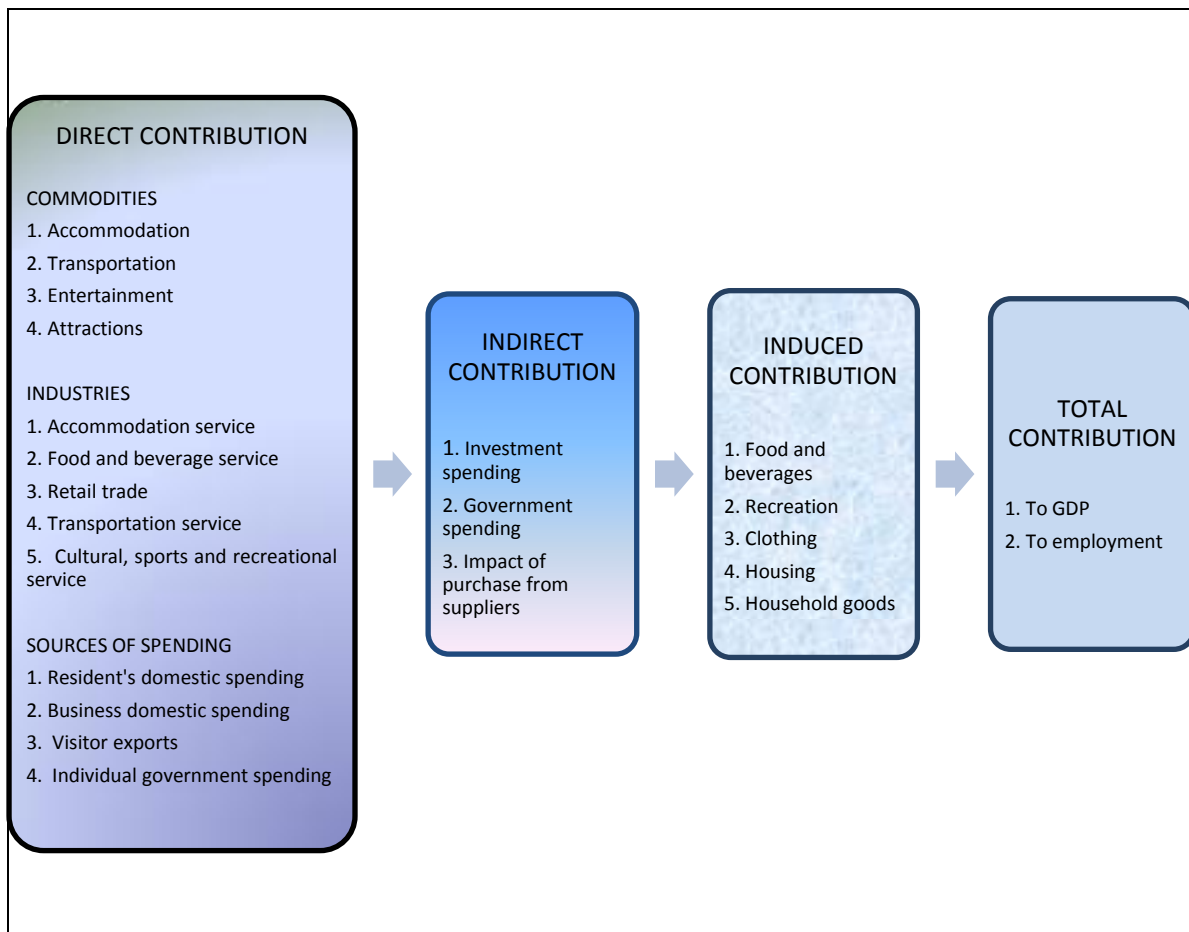 DIRECT CONTRIBUTION
COMMODITIES
1. Accommodation
2. Transportation
3. Entertainment
4. Attractions
INDUSTRIES
1. Accommodation service
2. Food and beverage service
3. Retail trade
4. Transportation service
5. Cultural, sports and recreational
service
SOURCES OF SPENDING
1. Resident's domestic spending
2. Business domestic spending
3. Visitor exports
4. Individual government spending
INDIRECT
CONTRIBUTION
1. Investment
spending
2. Government
spending
3. Impact of
purchase from
suppliers
INDUCED
CONTRIBUTION
1. Food and
beverages
2. Recreation
3. Clothing
4. Housing
5. Household goods
TOTAL
CONTRIBUTION
1. To GDP
2. To employment